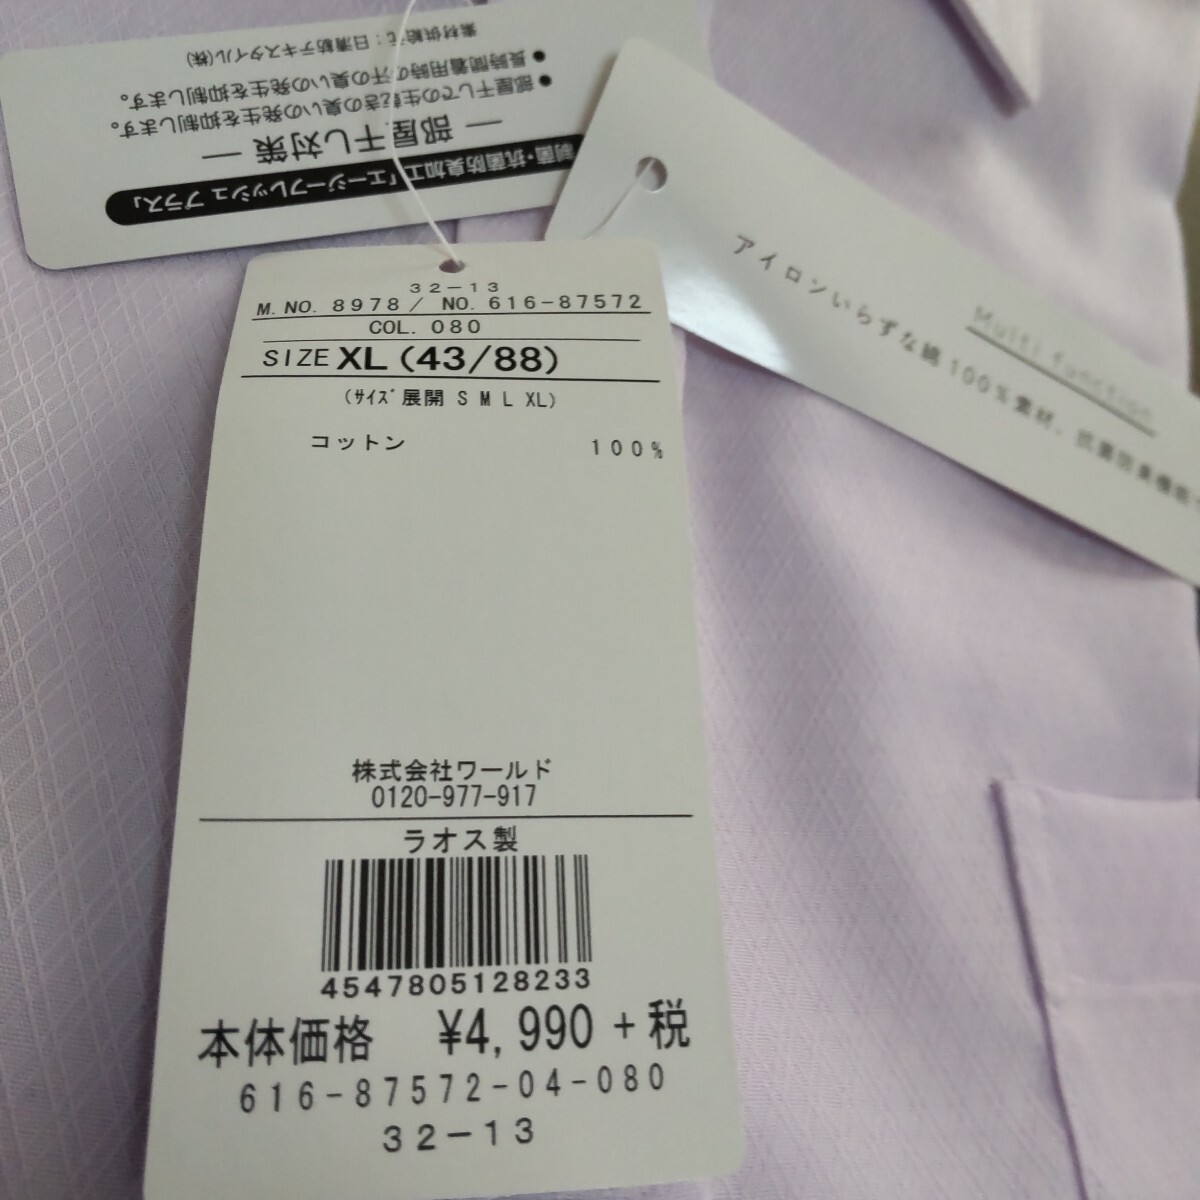 制菌・抗菌防臭加工「エージーフレッシュ プラス」
― 部屋干し対策 ―
●部屋干しでの生乾きの臭いの発生を抑制します。
●長時間着用時の汗の臭いの発生を抑制します。
素材供給元：日清紡テキスタイル(株)
Multi function
アイロンいらずな綿100%素材、抗菌防臭機能
32-13
M.NO. 8978 / NO. 616-87572
COL. 080
SIZE XL (43/88)
(ｻｲｽﾞ展開 S M L XL)
コットン 100%
株式会社ワールド
0120-977-917
ラオス製
4547805128233
本体価格 ¥4,990 +税
616-87572-04-080
32-13